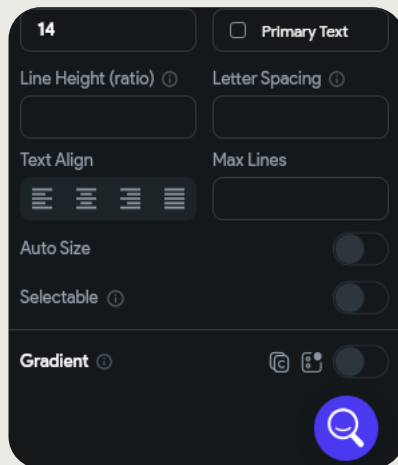 14 Primary Text
Line Height (ratio) Letter Spacing
Text Align Max Lines
Auto Size
Selectable
Gradient